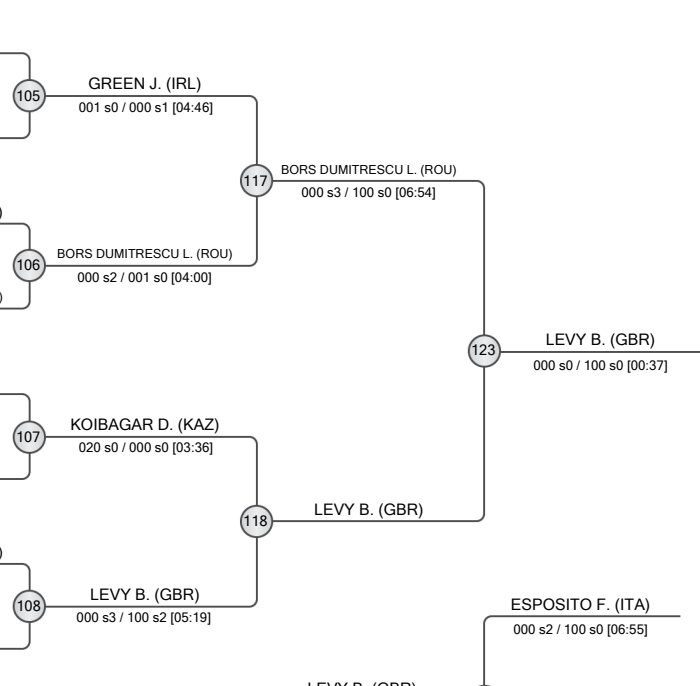 GREEN J. (IRL)
105
001 s0 / 000 s1 [04:46]
BORS DUMITRESCU L. (ROU)
117
000 s3 / 100 s0 [06:54]
BORS DUMITRESCU L. (ROU)
106
000 s2 / 001 s0 [04:00]
LEVY B. (GBR)
123
000 s0 / 100 s0 [00:37]
KOIBAGAR D. (KAZ)
107
020 s0 / 000 s0 [03:36]
LEVY B. (GBR)
118
LEVY B. (GBR)
108
000 s3 / 100 s2 [05:19]
ESPOSITO F. (ITA)
000 s2 / 100 s0 [06:55]
LEVY B. (GBR)